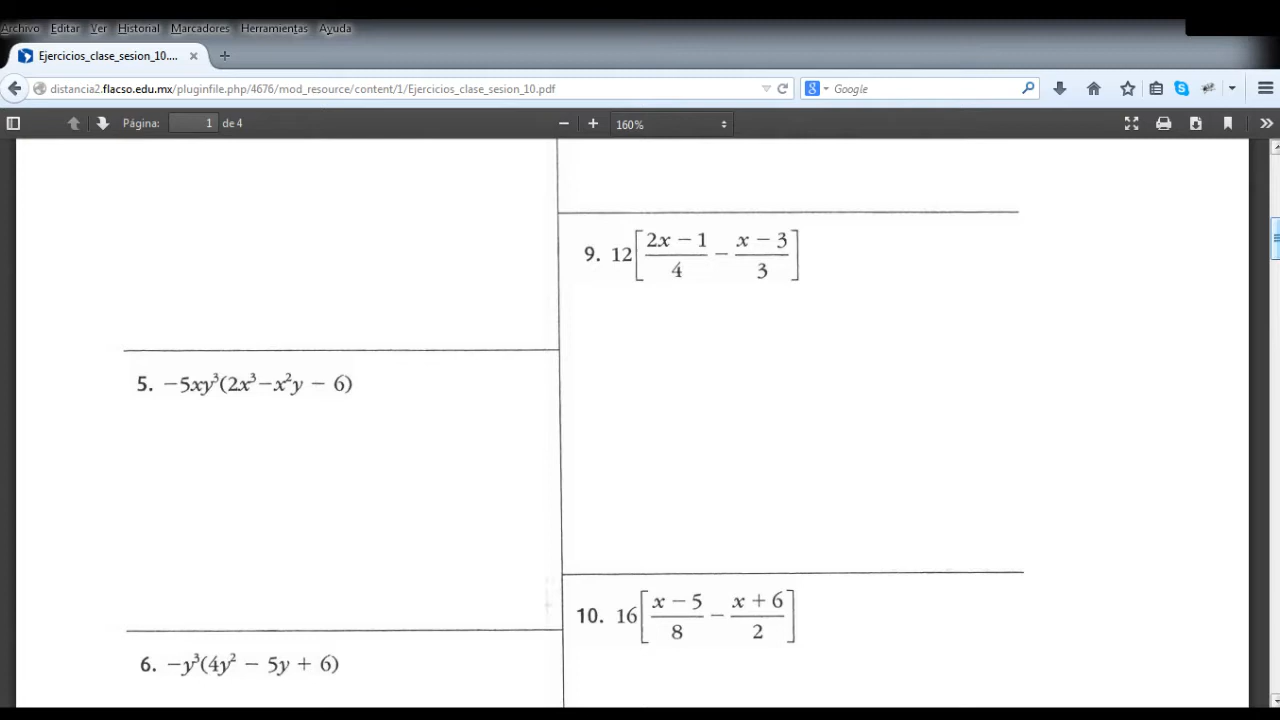 Archivo Editar Ver Historial Marcadores Herramientas Ayuda
Ejercicios_clase_sesion_10.... × +
distancia2.flacso.edu.mx/pluginfile.php/4676/mod_resource/content/1/Ejercicios_clase_sesion_10.pdf
Google
Página: 1 de 4
160%
5. −5xy³(2x³−x²y − 6)
6. −y³(4y² − 5y + 6)
9. 12[(2x − 1)/4 − (x − 3)/3]
10. 16[(x − 5)/8 − (x + 6)/2]